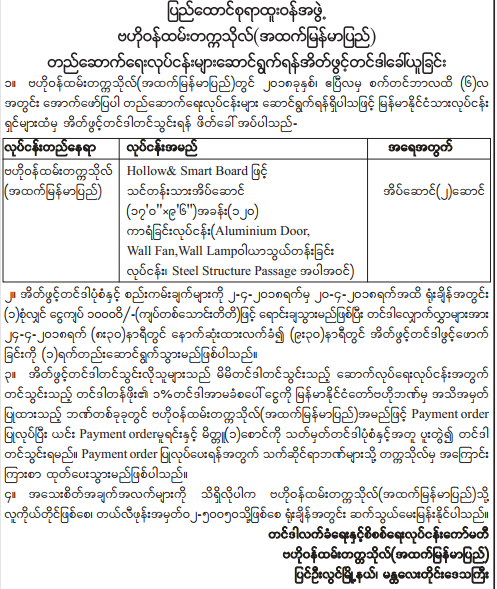 ပြည်ထောင်စုရာထူးဝန်အဖွဲ့
ဗဟိုဝန်ထမ်းတက္ကသိုလ်(အထက်မြန်မာပြည်)
တည်ဆောက်ရေးလုပ်ငန်းများဆောင်ရွက်ရန်အိတ်ဖွင့်တင်ဒါခေါ်ယူခြင်း
၁။ ဗဟိုဝန်ထမ်းတက္ကသိုလ်(အထက်မြန်မာပြည်)တွင် ၂၀၁၈ခုနှစ်၊ ဧပြီလမှ စက်တင်ဘာလထိ (၆)လ
အတွင်း အောက်ဖော်ပြပါ တည်ဆောက်ရေးလုပ်ငန်းများ ဆောင်ရွက်ရန်ရှိပါသဖြင့် မြန်မာနိုင်ငံသားလုပ်ငန်း
ရှင်များထံမှ အိတ်ဖွင့်တင်ဒါတင်သွင်းရန် ဖိတ်ခေါ်အပ်ပါသည်-
လုပ်ငန်းတည်နေရာ လုပ်ငန်းအမည် အရေအတွက်
ဗဟိုဝန်ထမ်းတက္ကသိုလ် Hollow& Smart Board ဖြင့်
(အထက်မြန်မာပြည်) သင်တန်းသားအိပ်ဆောင် အိပ်ဆောင်(၂)ဆောင်
(၁၇'၀"×၉'၆")အခန်း(၁၂၀)
ကာရံခြင်းလုပ်ငန်း(Aluminium Door,
Wall Fan,Wall Lampဝါယာသွယ်တန်းခြင်း
လုပ်ငန်း၊ Steel Structure Passage အပါအဝင်)
၂။ အိတ်ဖွင့်တင်ဒါပုံစံနှင့် စည်းကမ်းချက်များကို ၂-၄-၂၀၁၈ရက်မှ ၂၀-၄-၂၀၁၈ရက်အထိ ရုံးချိန်အတွင်း
(၁)စုံလျှင် ငွေကျပ် ၁၀၀၀ိ/-(ကျပ်တစ်သောင်းတိတိ)ဖြင့် ရောင်းချသွားမည်ဖြစ်ပြီး တင်ဒါလျှောက်လွှာများအား
၂၄-၄-၂၀၁၈ရက် (၈း၃၀)နာရီတွင် နောက်ဆုံးထားလက်ခံ၍ (၉း၃၀)နာရီတွင် အိတ်ဖွင့်တင်ဒါဖွင့်ဖောက်
ခြင်းကို (၁)ရက်တည်းဆောင်ရွက်သွားမည်ဖြစ်ပါသည်။
၃။ အိတ်ဖွင့်တင်ဒါတင်သွင်းလိုသူများသည် မိမိတင်ဒါတင်သွင်းသည့် ဆောက်လုပ်ရေးလုပ်ငန်းအတွက်
တင်သွင်းသည့် တင်ဒါတန်ဖိုး၏ ၁%တင်ဒါအာမခံစပေါ်ငွေကို မြန်မာနိုင်ငံတော်ဗဟိုဘဏ်မှ အသိအမှတ်
ပြုထားသည့် ဘဏ်တစ်ခုခုတွင် ဗဟိုဝန်ထမ်းတက္ကသိုလ်(အထက်မြန်မာပြည်)အမည်ဖြင့် Payment order
ပြုလုပ်ပြီး ယင်း Payment orderမူရင်းနှင့် မိတ္တူ(၁)စောင်ကို သတ်မှတ်တင်ဒါပုံစံနှင့်အတူ ပူးတွဲ၍ တင်ဒါ
တင်သွင်းရမည်။ Payment order ပြုလုပ်ပေးရန်အတွက် သက်ဆိုင်ရာဘဏ်များသို့ တက္ကသိုလ်မှ အကြောင်း
ကြားစာ ထုတ်ပေးသွားမည်ဖြစ်ပါသည်။
၄။ အသေးစိတ်အချက်အလက်များကို သိရှိလိုပါက ဗဟိုဝန်ထမ်းတက္ကသိုလ်(အထက်မြန်မာပြည်)သို့
လူကိုယ်တိုင်ဖြစ်စေ၊ တယ်လီဖုန်းအမှတ်၀၂-၅၀၀၅၀သို့ဖြစ်စေ ရုံးချိန်အတွင်း ဆက်သွယ်မေးမြန်းနိုင်ပါသည်။
တင်ဒါလက်ခံရေးနှင့်စိစစ်ရေးလုပ်ငန်းကော်မတီ
ဗဟိုဝန်ထမ်းတက္ကသိုလ်(အထက်မြန်မာပြည်)
ပြင်ဦးလွင်မြို့နယ်၊ မန္တလေးတိုင်းဒေသကြီး